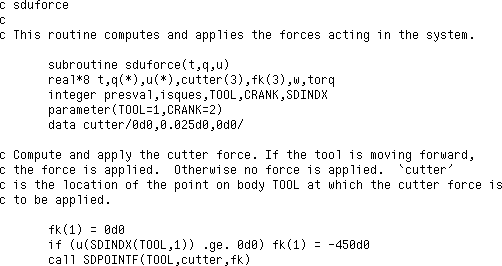 c sduforce
c
c This routine computes and applies the forces acting in the system.
subroutine sduforce(t,q,u)
real*8 t,q(*),u(*),cutter(3),fk(3),w,torq
integer presval,isques,TOOL,CRANK,SDINDX
parameter(TOOL=1,CRANK=2)
data cutter/0d0,0.025d0,0d0/
c Compute and apply the cutter force. If the tool is moving forward,
c the force is applied.  Otherwise no force is applied.  `cutter'
c is the location of the point on body TOOL at which the cutter force is
c to be applied.
fk(1) = 0d0
if (u(SDINDX(TOOL,1)) .ge. 0d0) fk(1) = -450d0
call SDPOINTF(TOOL,cutter,fk)